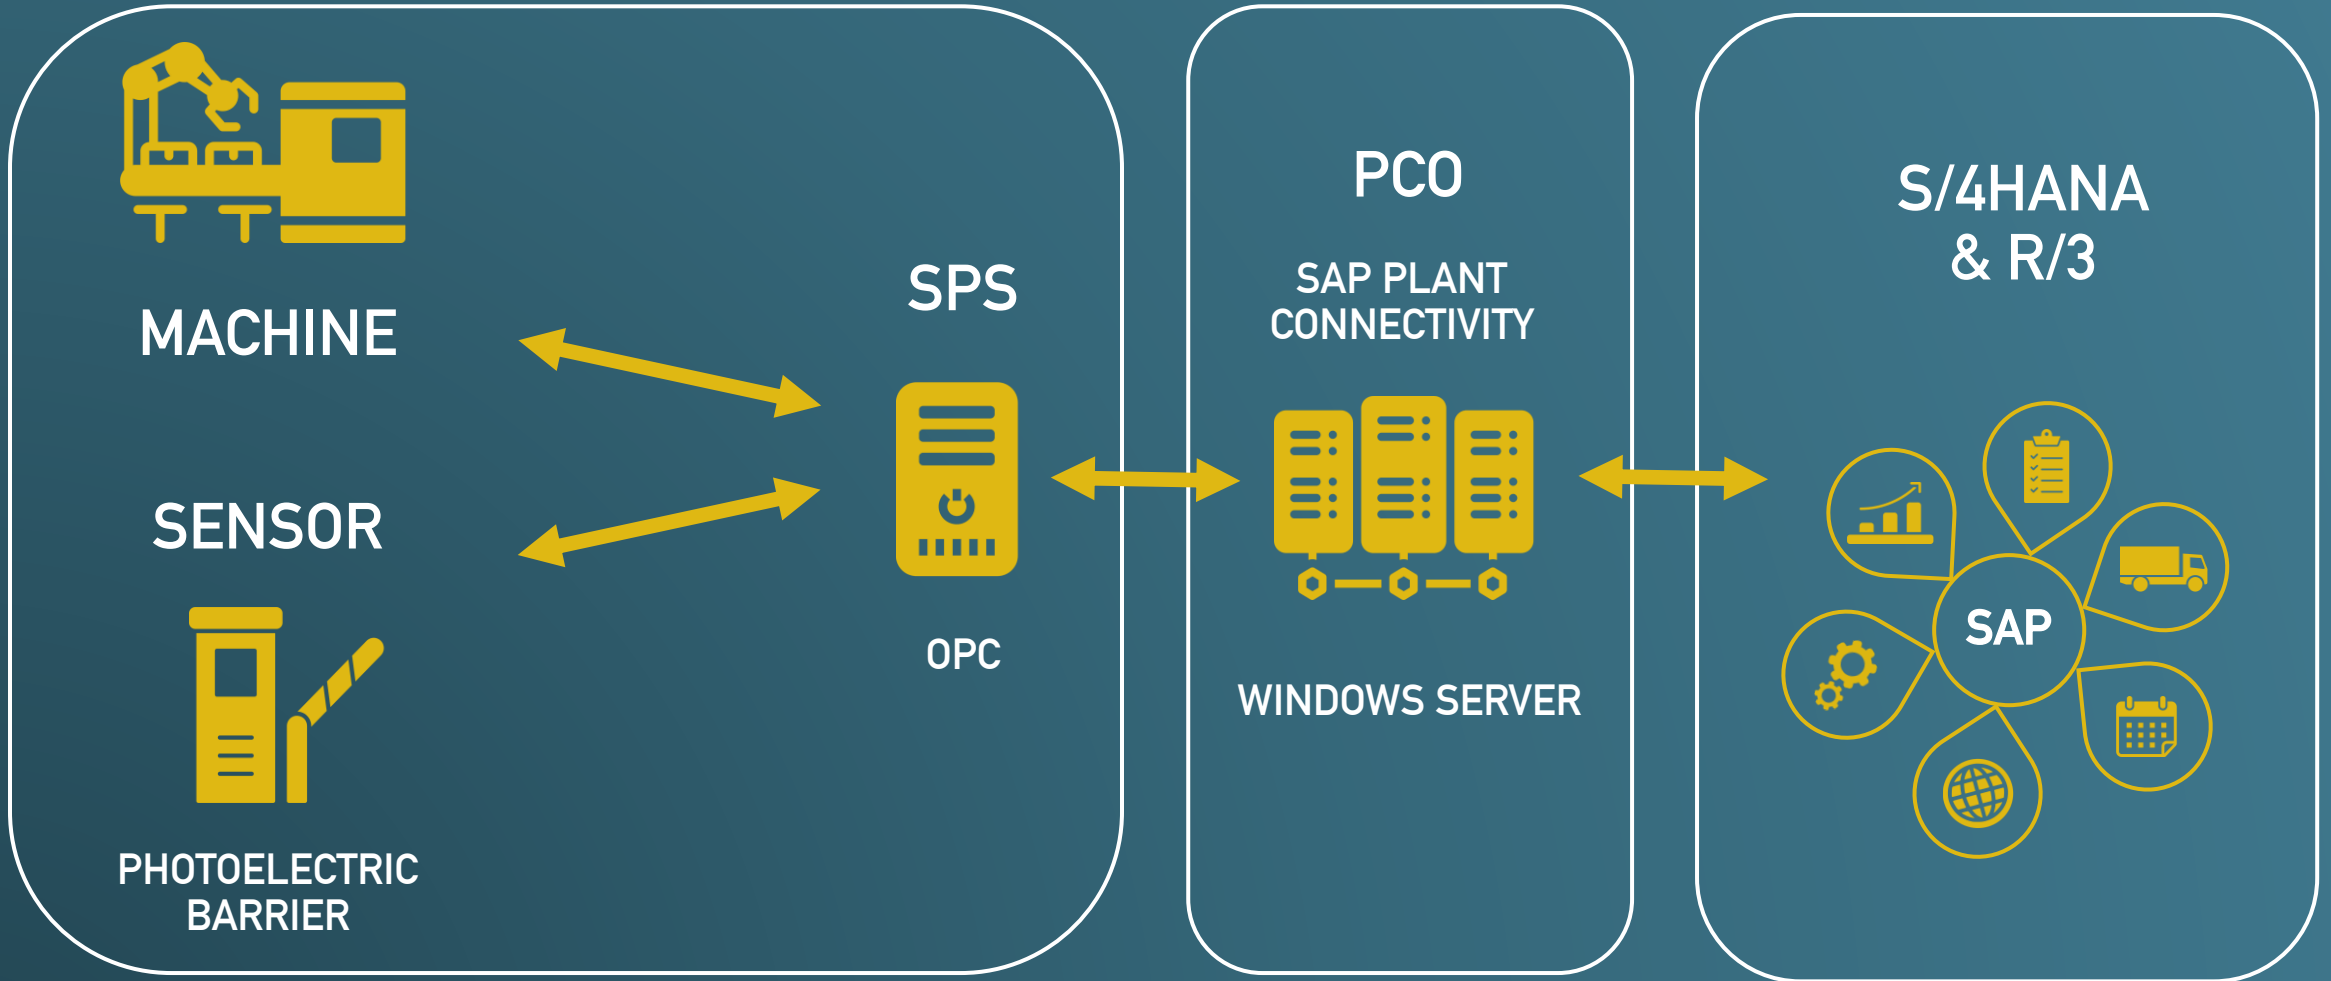 MACHINE
SENSOR
PHOTOELECTRIC
BARRIER
SPS
OPC
PCO
SAP PLANT
CONNECTIVITY
WINDOWS SERVER
S/4HANA
& R/3
SAP